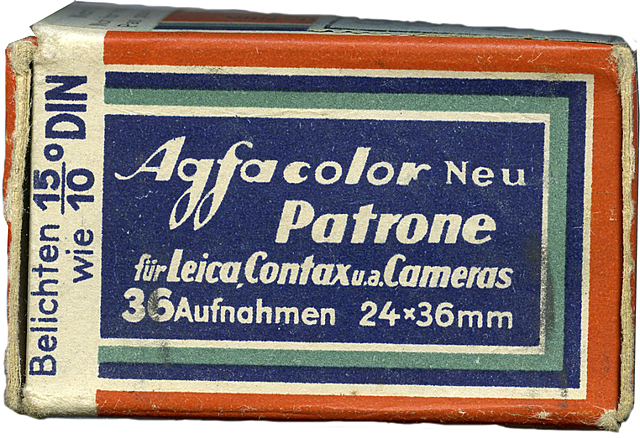 Belichten 15/10°DIN
wie
Agfacolor Neu
Patrone
für Leica, Contax u.a. Cameras
36 Aufnahmen 24×36mm